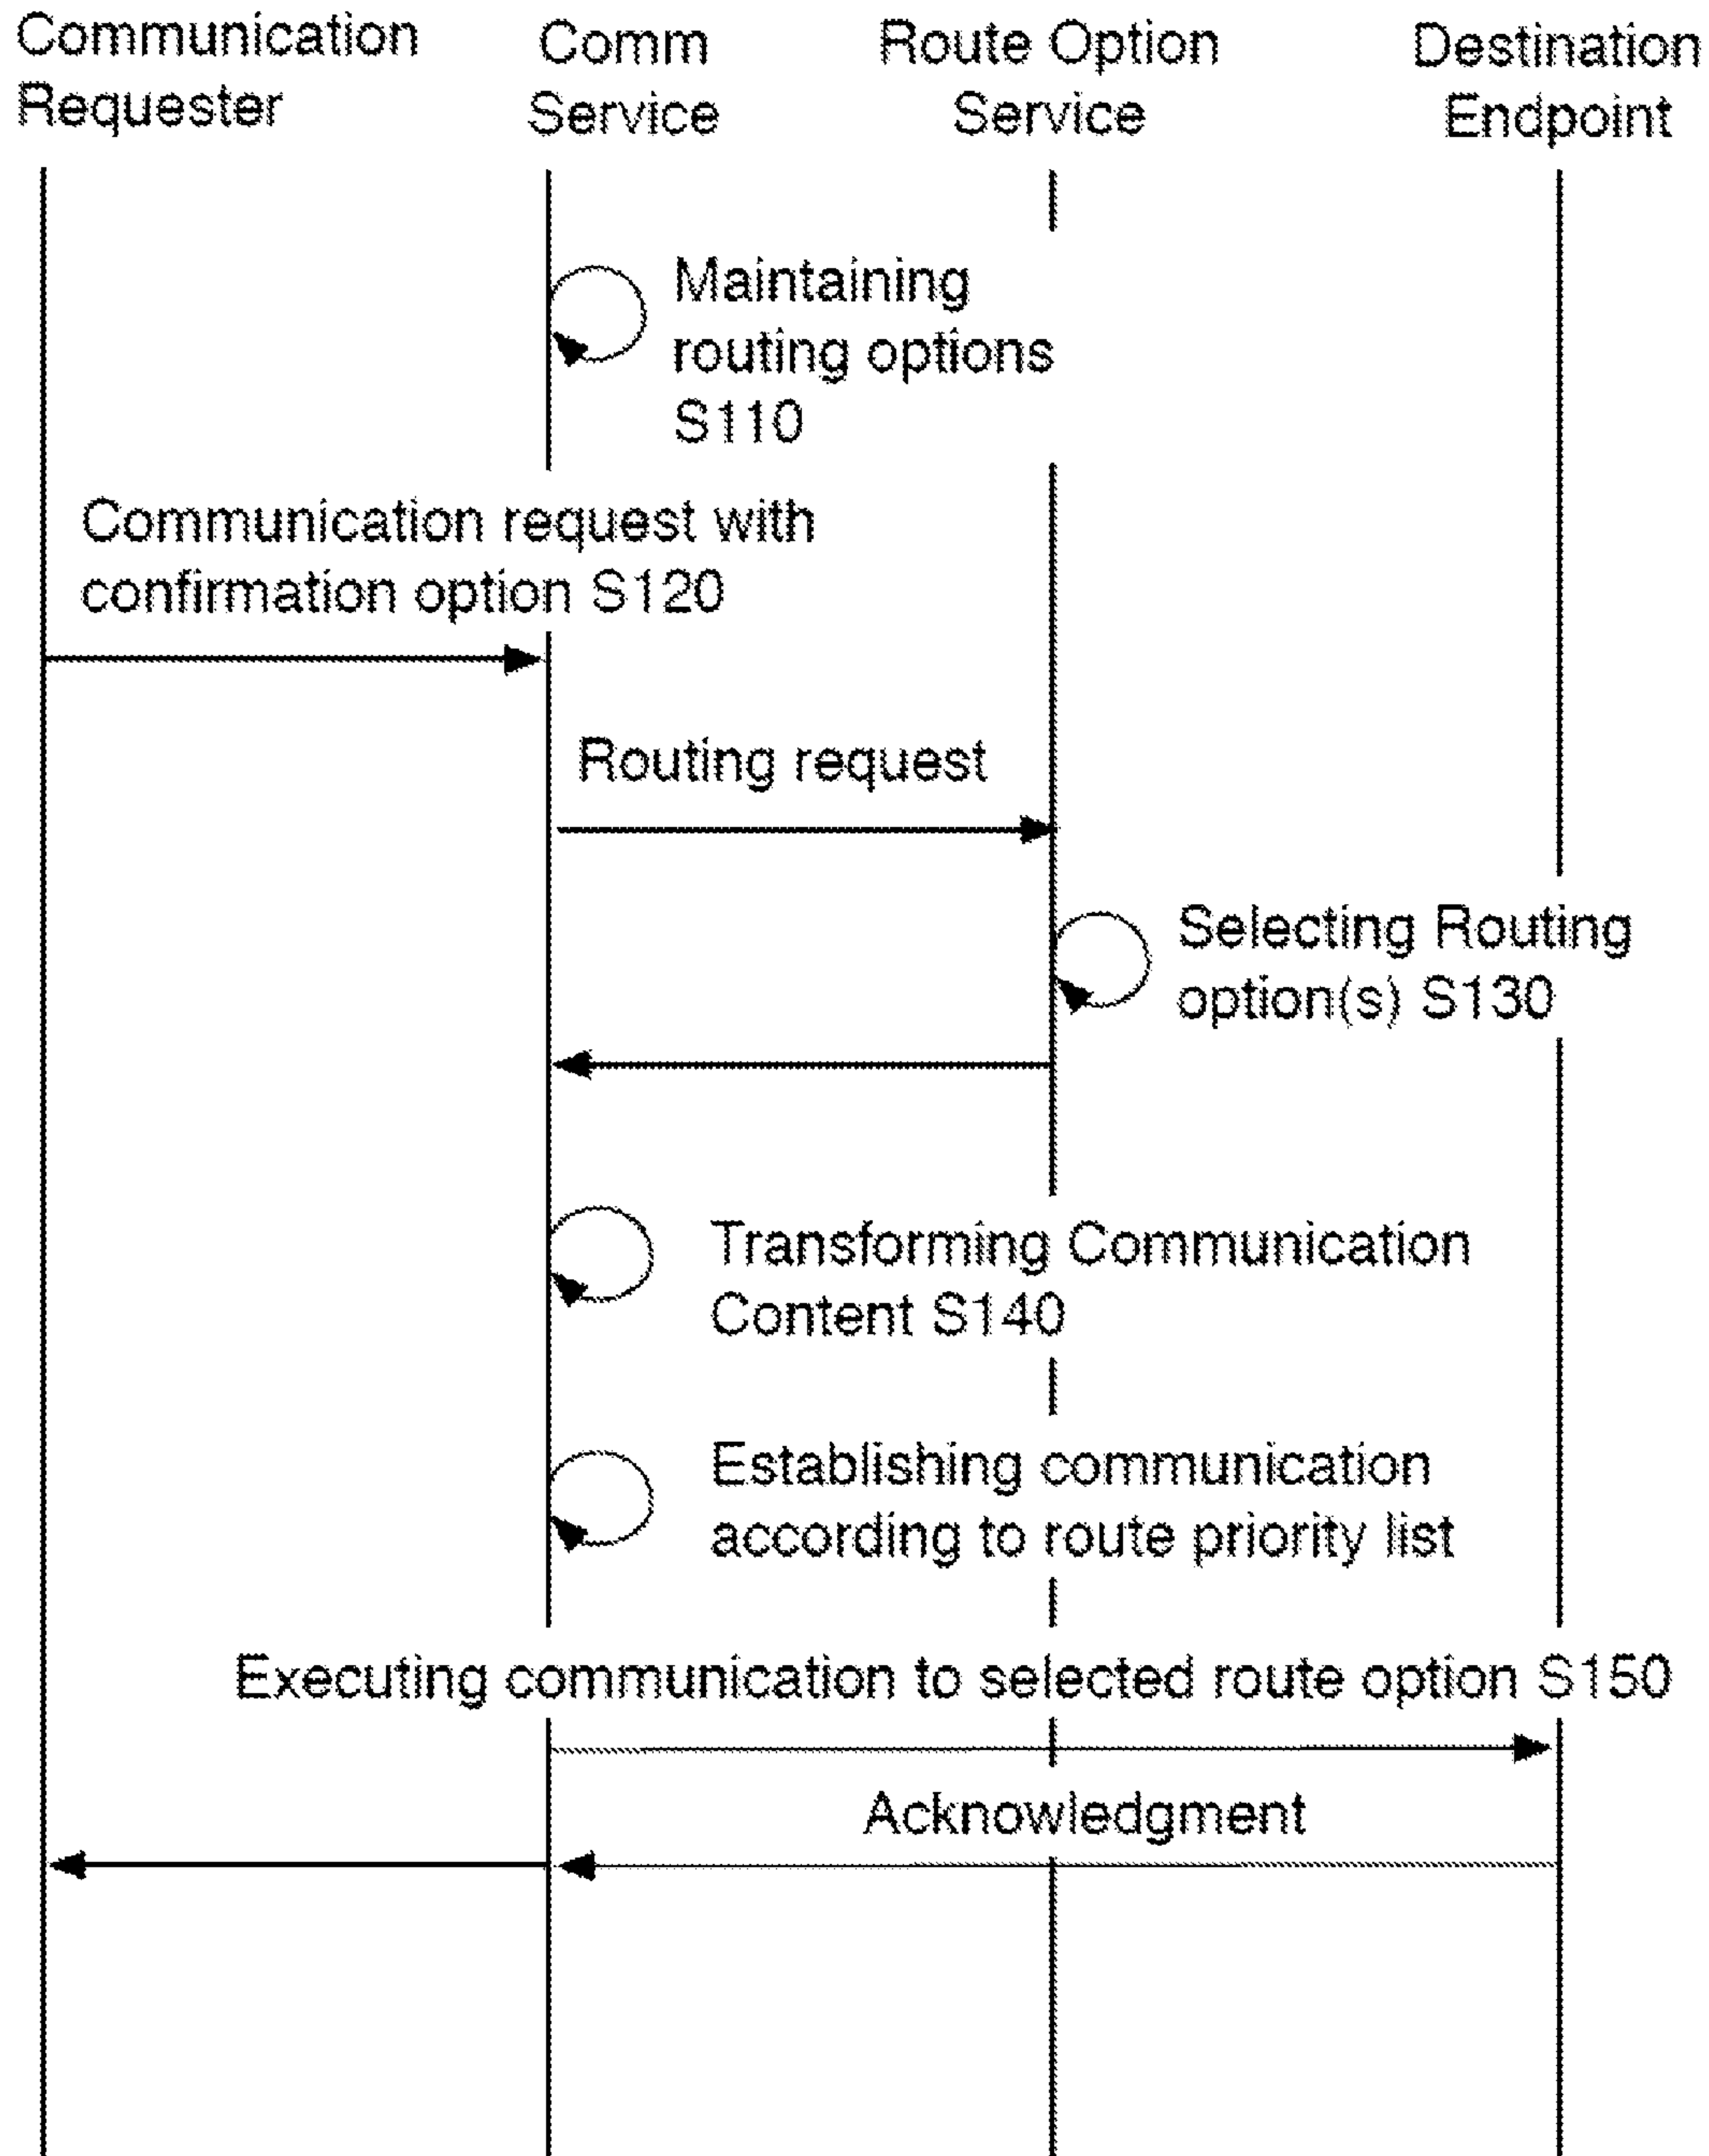 Communication
Requester
Comm
Service
Route Option
Service
Destination
Endpoint
Maintaining
routing options
S110
Communication request with
confirmation option S120
Routing request
Selecting Routing
option(s) S130
Transforming Communication
Content S140
Establishing communication
according to route priority list
Executing communication to selected route option S150
Acknowledgment